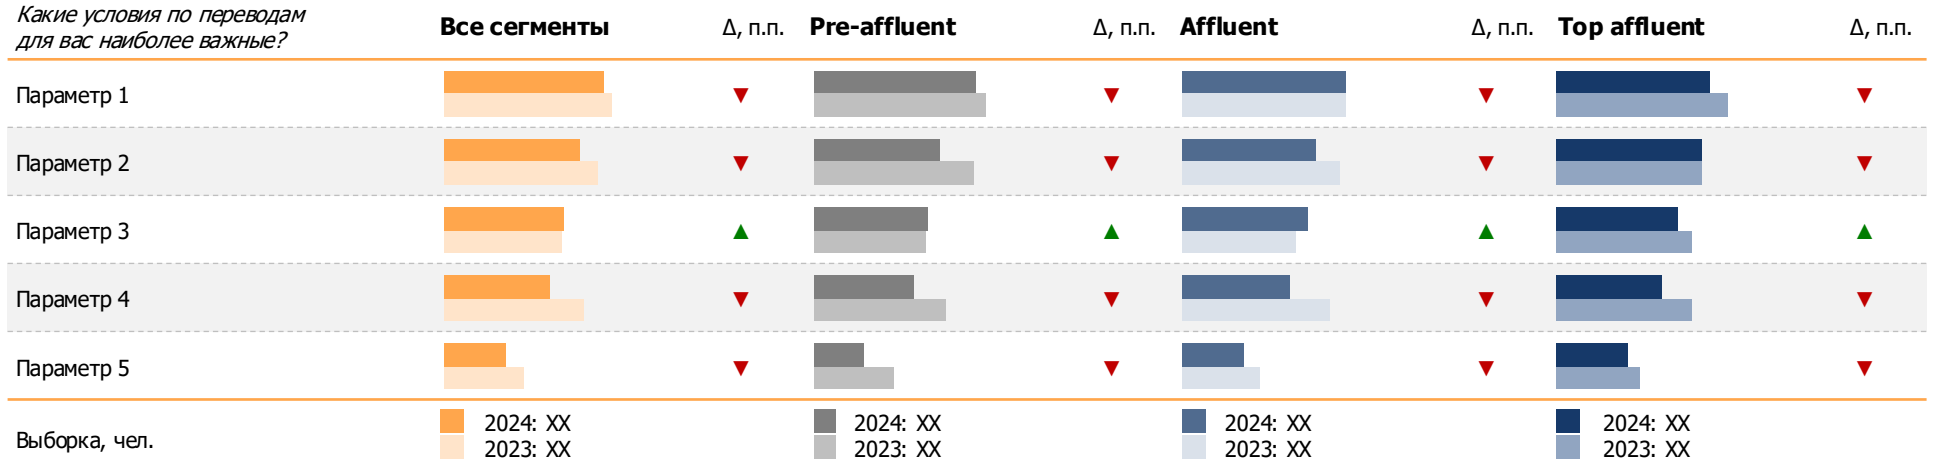 Какие условия по переводам
для вас наиболее важные?
Все сегменты Δ, п.п. Pre-affluent Δ, п.п. Affluent Δ, п.п. Top affluent Δ, п.п.
Параметр 1 ▼ ▼ ▼ ▼
Параметр 2 ▼ ▼ ▼ ▼
Параметр 3 ▲ ▲ ▲ ▲
Параметр 4 ▼ ▼ ▼ ▼
Параметр 5 ▼ ▼ ▼ ▼
Выборка, чел.
2024: XX 2024: XX 2024: XX 2024: XX
2023: XX 2023: XX 2023: XX 2023: XX